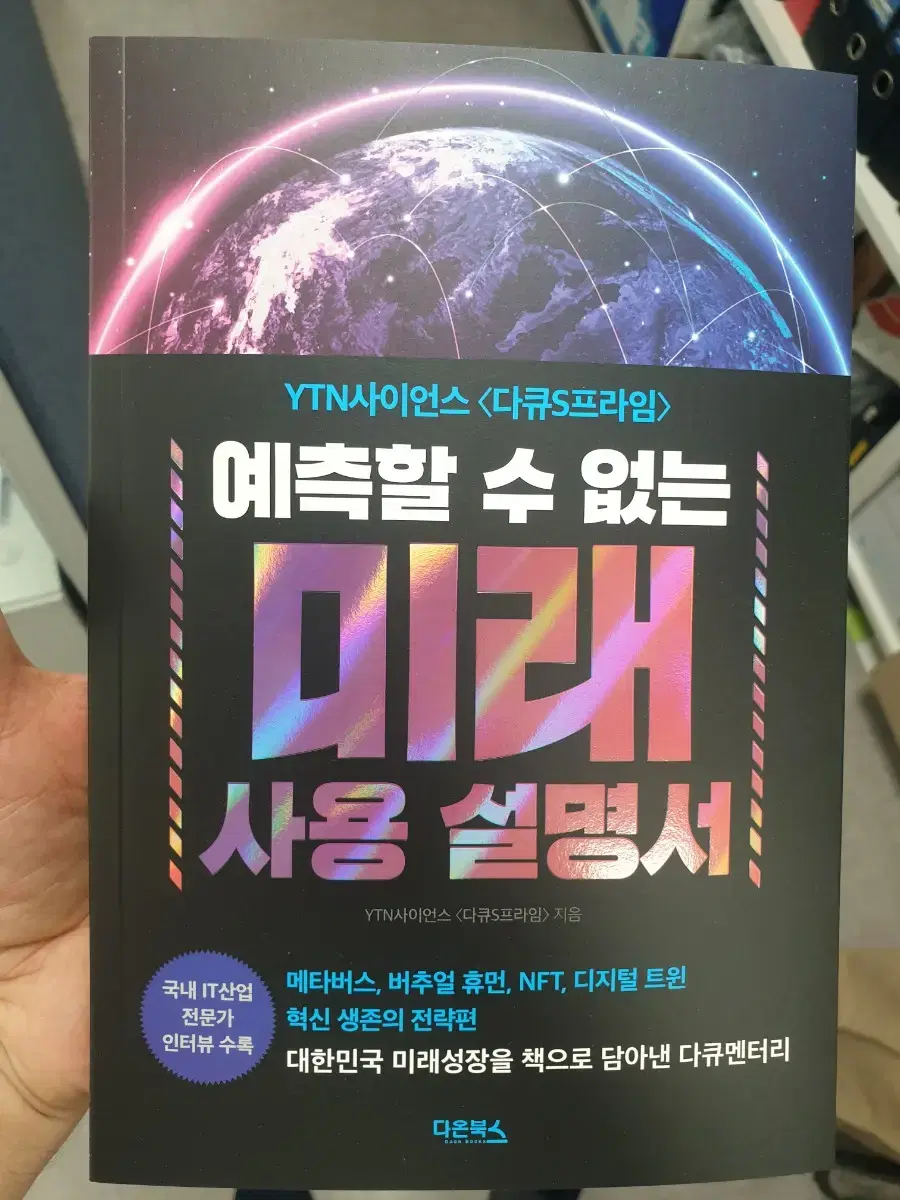 YTN사이언스 <다큐S프라임>
예측할 수 없는
미래
사용 설명서
YTN사이언스 <다큐S프라임> 지음
국내 IT산업
전문가
인터뷰 수록
메타버스, 버추얼 휴먼, NFT, 디지털 트윈
혁신 생존의 전략편
대한민국 미래성장을 책으로 담아낸 다큐멘터리
다온북스
DAON BOOKS